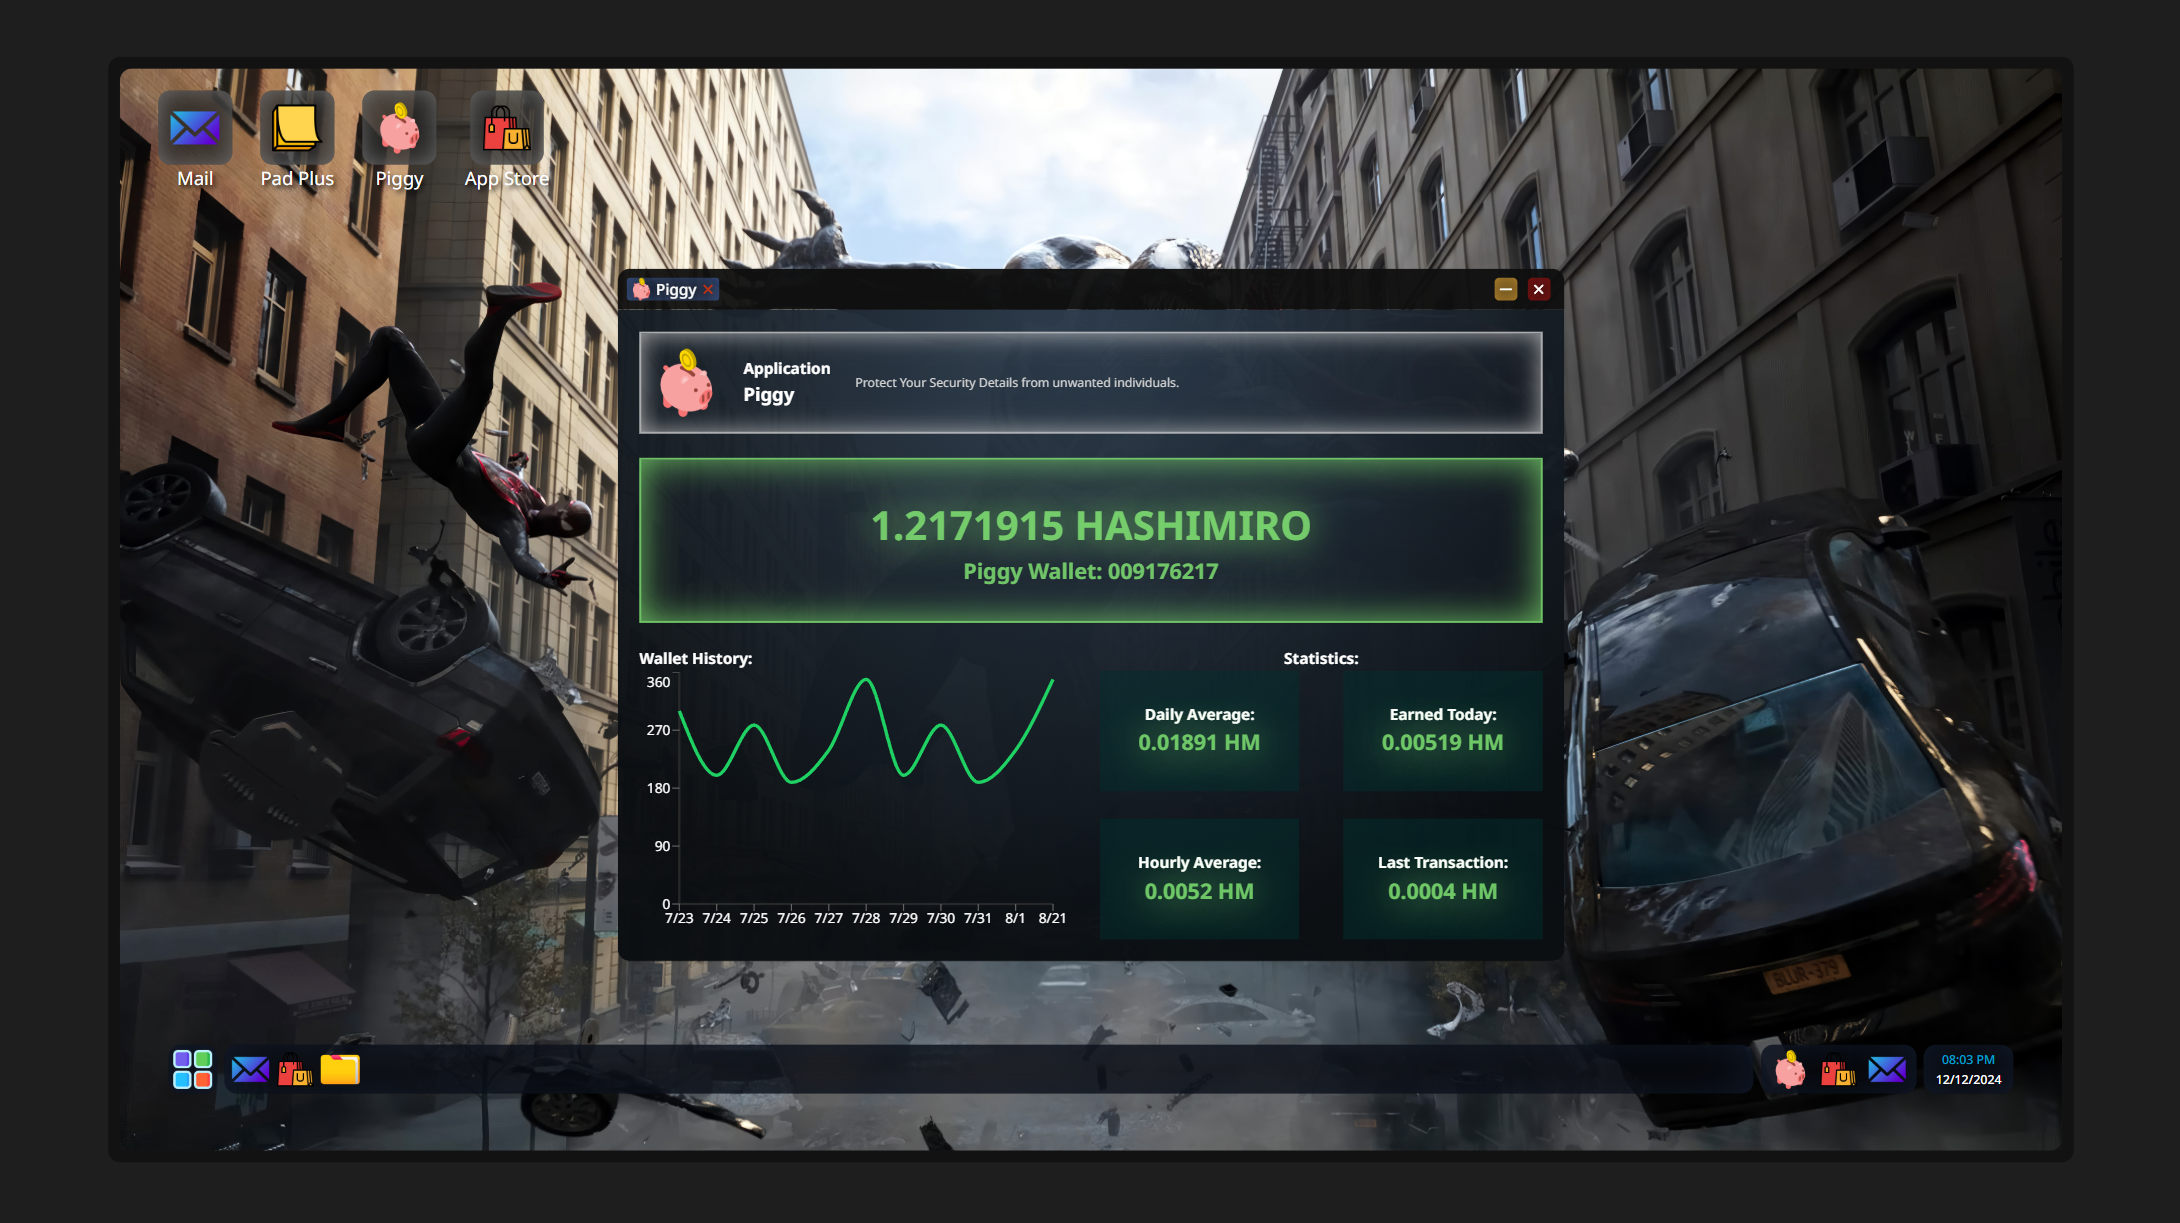 Mail
Pad Plus
Piggy
App Store
Piggy
Application
Piggy
Protect Your Security Details from unwanted individuals.
1.2171915 HASHIMIRO
Piggy Wallet: 009176217
Wallet History:
360
270
180
90
0
7/23 7/24 7/25 7/26 7/27 7/28 7/29 7/30 7/31 8/1 8/21
Statistics:
Daily Average:
0.01891 HM
Earned Today:
0.00519 HM
Hourly Average:
0.0052 HM
Last Transaction:
0.0004 HM
BLUR-379
08:03 PM
12/12/2024